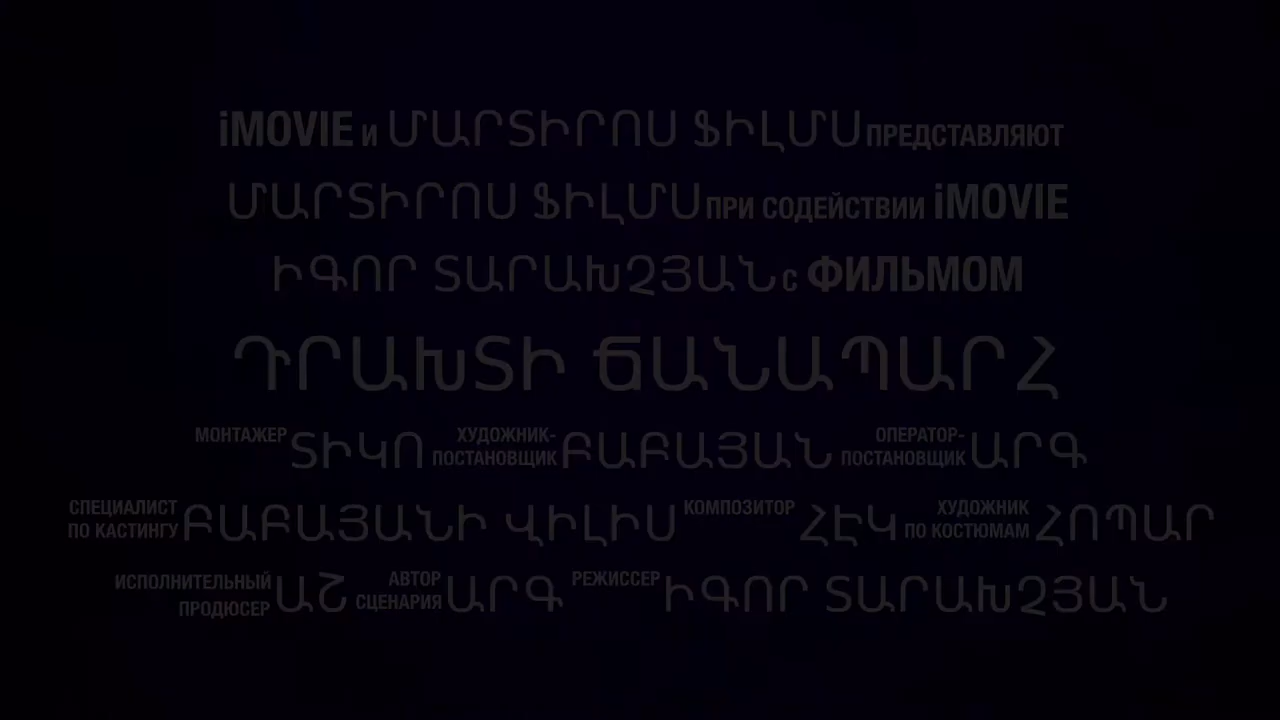 iMOVIE И ՄԱՐՏԻՐՈՍ ՖԻԼՄՍ ПРЕДСТАВЛЯЮТ
ՄԱՐՏԻՐՈՍ ՖԻԼՄՍ ПРИ СОДЕЙСТВИИ iMOVIE
ԻԳՈՐ ՏԱՐԱԽՉՅԱՆ С ФИЛЬМОМ
ԴՐԱԽՏԻ ՃԱՆԱՊԱՐՀ
МОНТАЖЕР ՏԻԿՈ ХУДОЖНИК-ПОСТАНОВЩИК ԲԱԲԱՅԱՆ ОПЕРАТОР-ПОСТАНОВЩИК ԱՐԳ
СПЕЦИАЛИСТ ПО КАСТИНГУ ԲԱԲԱՅԱՆԻ ՎԻԼԻՍ КОМПОЗИТОР ՀԷԿ ХУДОЖНИК ПО КОСТЮМАМ ՀՈՊԱՐ
ИСПОЛНИТЕЛЬНЫЙ ПРОДЮСЕР ԱՇ АВТОР СЦЕНАРИЯ ԱՐԳ РЕЖИССЕР ԻԳՈՐ ՏԱՐԱԽՉՅԱՆ